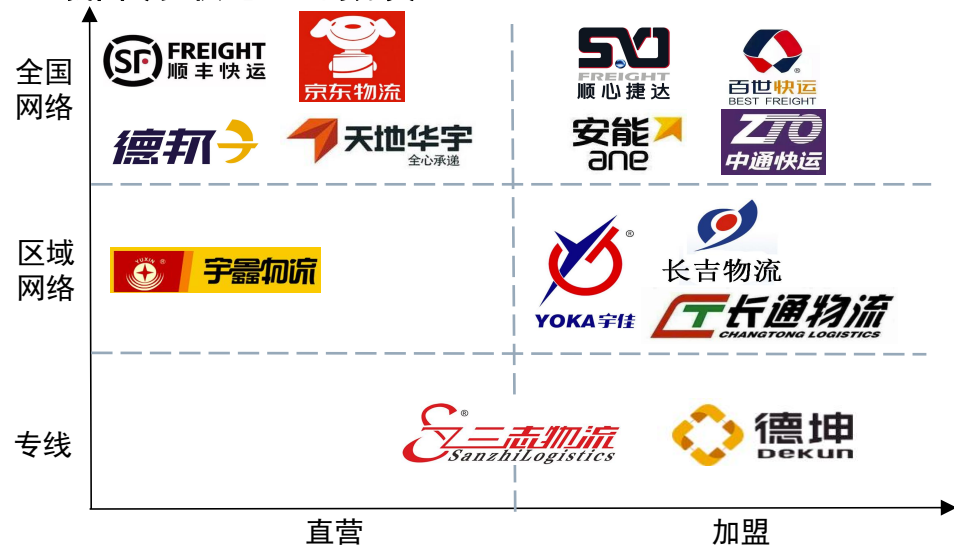 全国
网络
SF
FREIGHT
顺丰快运
京东物流
SXJ
FREIGHT
顺心捷达
®
百世快运
BEST FREIGHT
德邦
天地华宇
全心承递
安能
ane
ZTO
中通快运
区域
网络
YUXIN ®
宇鑫物流
®
YOKA宇佳
长吉物流
CT长通物流
CHANGTONG LOGISTICS
专线
®
三志物流
SanzhiLogistics
德坤
DEKUN
直营
加盟